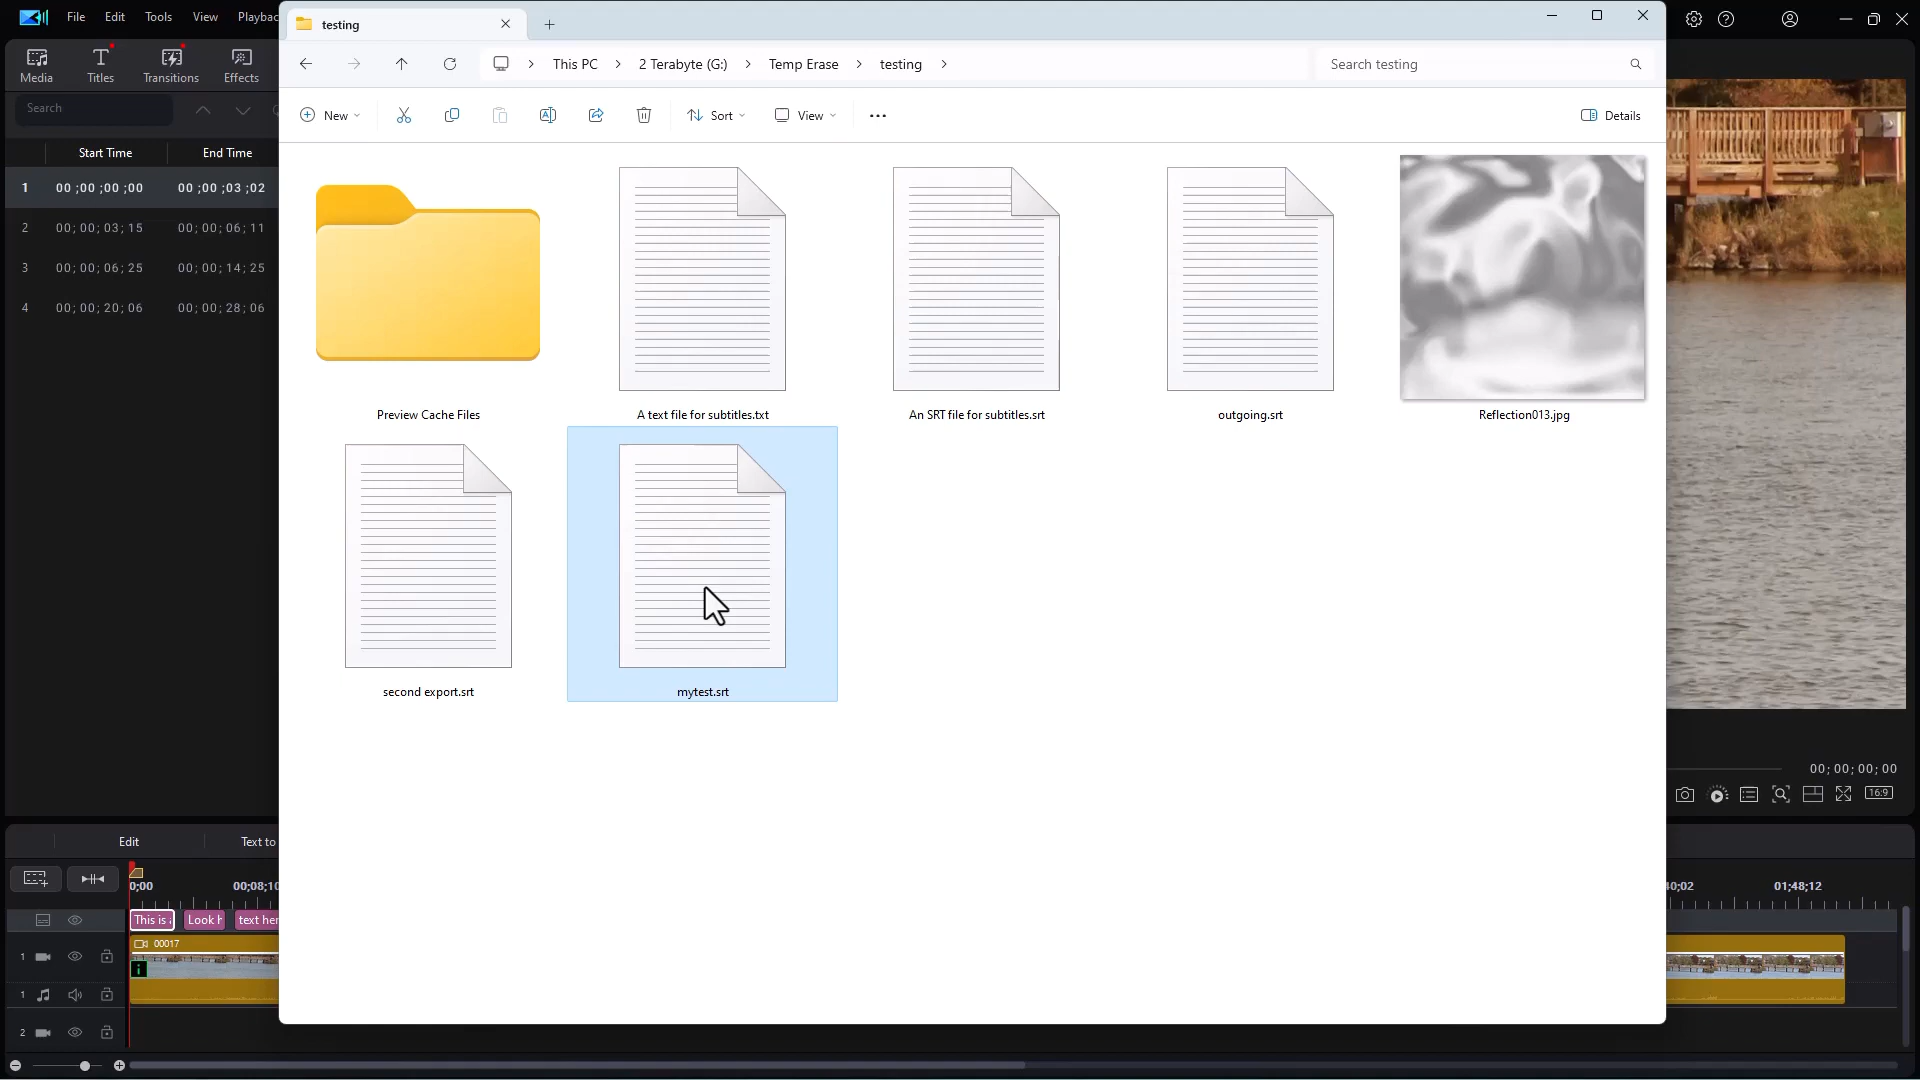 File Edit Tools View Playbac
testing
This PC > 2 Terabyte (G:) > Temp Erase > testing >
Search testing
Media Titles Transitions Effects
New
Sort
View
Details
Search
Start Time End Time
1 00 ;00 ;00 ;00 00 ;00 ;03 ;02
2 00; 00; 03; 15 00; 00; 06; 11
3 00; 00; 06; 25 00; 00; 14; 25
4 00; 00; 20; 06 00; 00; 28; 06
Preview Cache Files
A text file for subtitles.txt
An SRT file for subtitles.srt
outgoing.srt
Reflection013.jpg
second export.srt
mytest.srt
00; 00; 00; 00
16:9
Edit Text to
0;00 00;08;10 40;02 01;48;12
This is Look h text her
1 00017
1
2